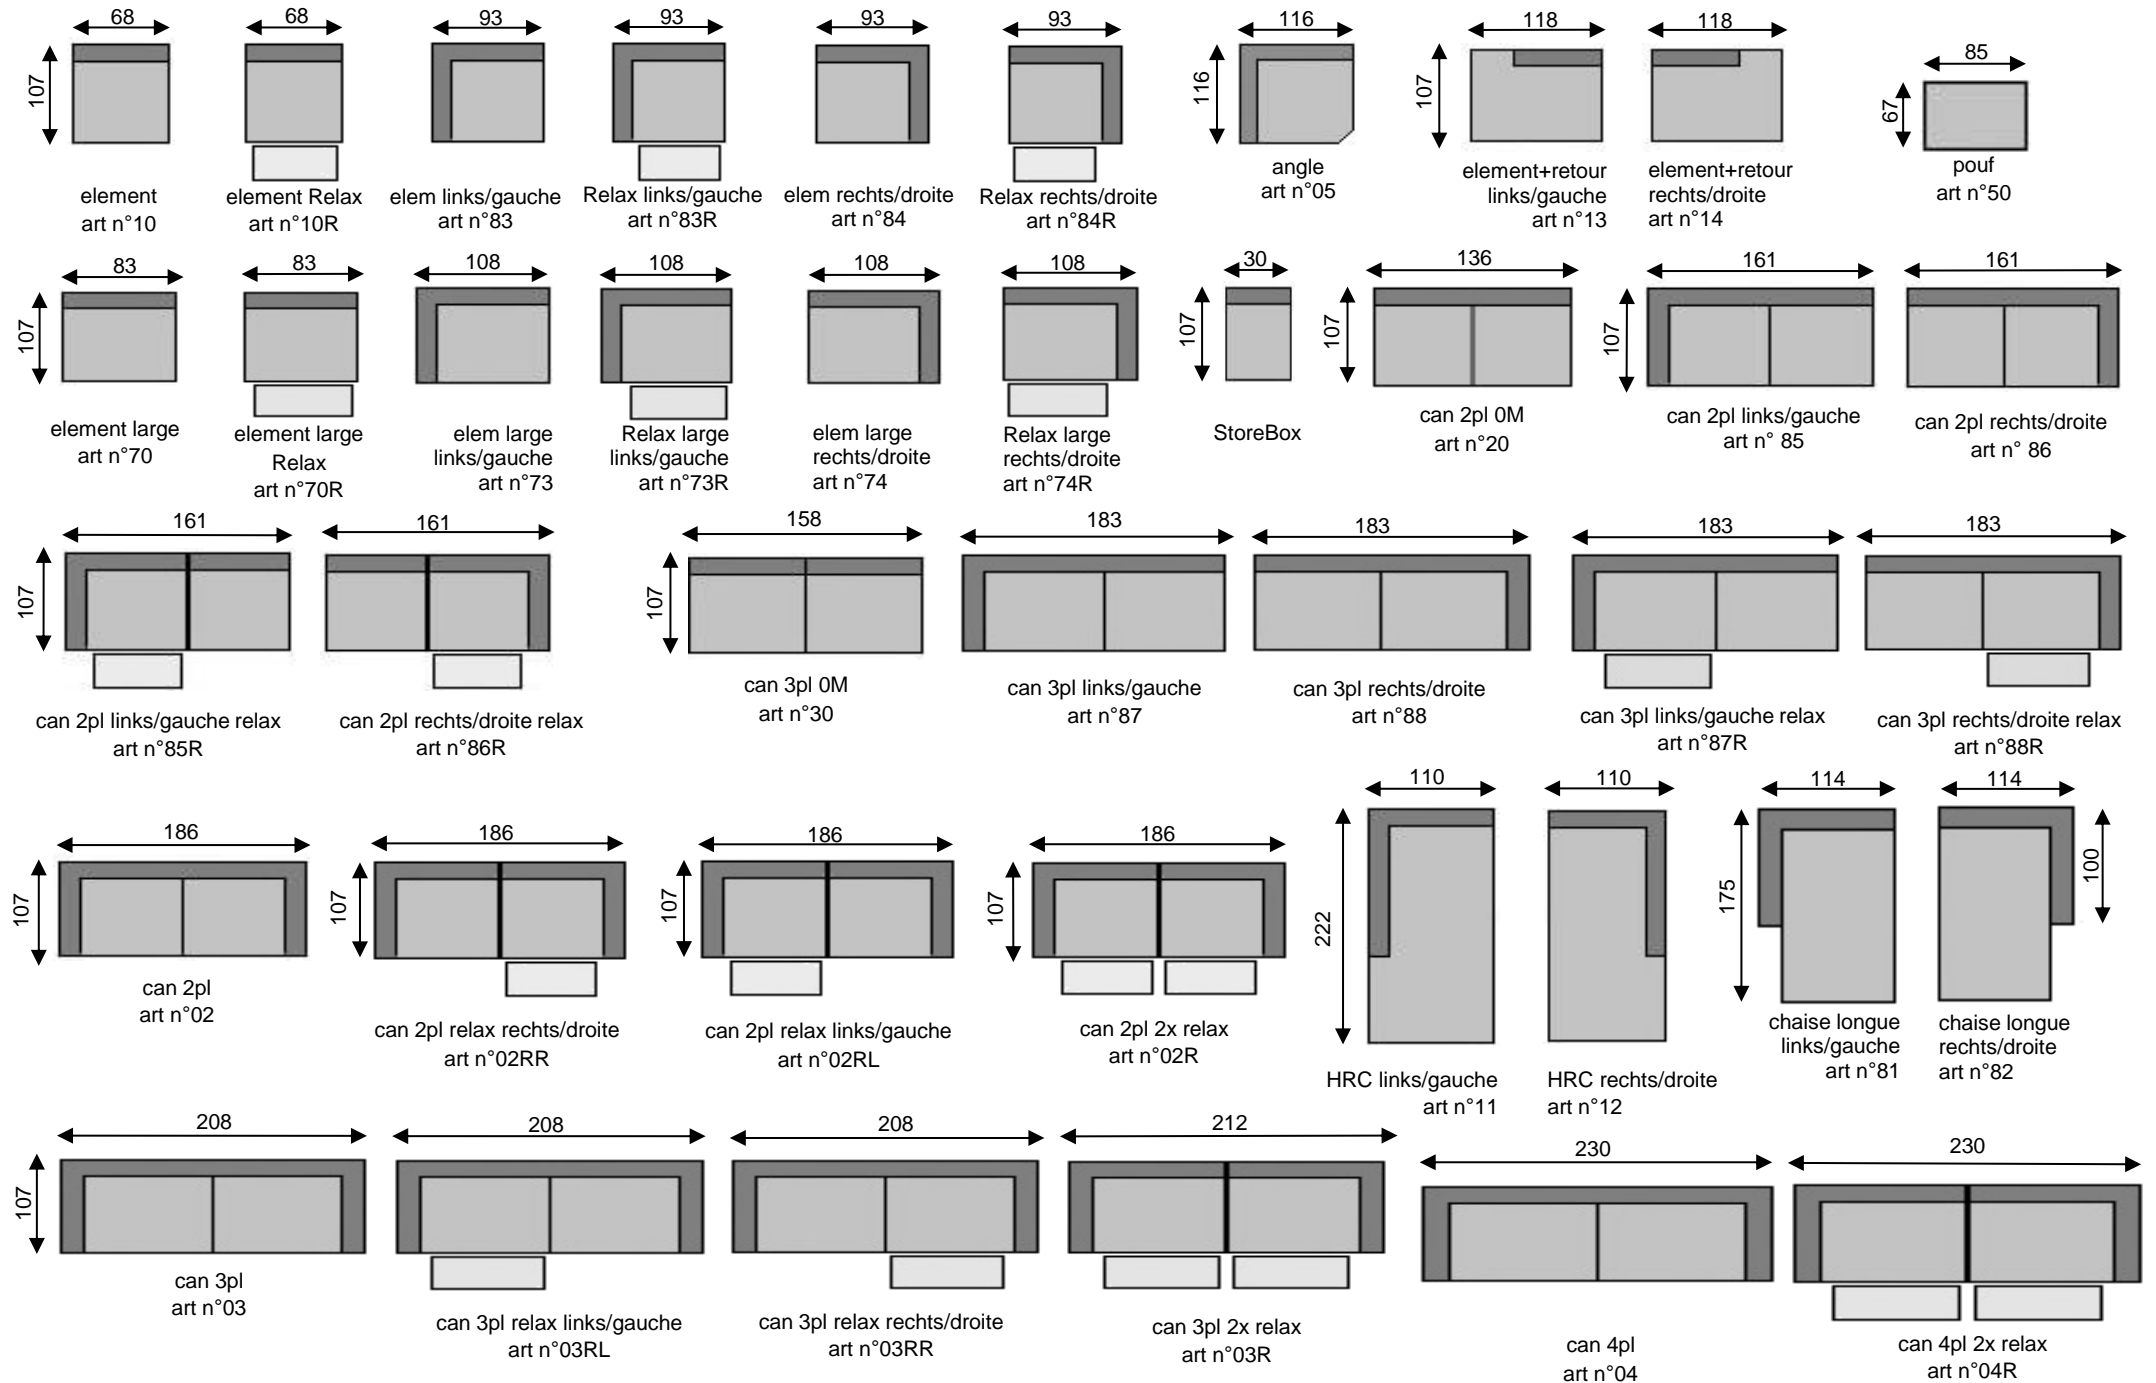 68
68
93
93
93
93
116
118
118
85
107
116
107
67
element
art n°10
element Relax
art n°10R
elem links/gauche
art n°83
Relax links/gauche
art n°83R
elem rechts/droite
art n°84
Relax rechts/droite
art n°84R
angle
art n°05
element+retour
links/gauche
art n°13
element+retour
rechts/droite
art n°14
pouf
art n°50
83
83
108
108
108
108
30
136
161
161
107
107
107
107
element large
art n°70
element large
Relax
art n°70R
elem large
links/gauche
art n°73
Relax large
links/gauche
art n°73R
elem large
rechts/droite
art n°74
Relax large
rechts/droite
art n°74R
StoreBox
can 2pl 0M
art n°20
can 2pl links/gauche
art n° 85
can 2pl rechts/droite
art n° 86
161
161
158
183
183
183
183
107
107
can 2pl links/gauche relax
art n°85R
can 2pl rechts/droite relax
art n°86R
can 3pl 0M
art n°30
can 3pl links/gauche
art n°87
can 3pl rechts/droite
art n°88
can 3pl links/gauche relax
art n°87R
can 3pl rechts/droite relax
art n°88R
186
186
186
186
110
110
114
114
107
107
107
107
222
175
100
can 2pl
art n°02
can 2pl relax rechts/droite
art n°02RR
can 2pl relax links/gauche
art n°02RL
can 2pl 2x relax
art n°02R
HRC links/gauche
art n°11
HRC rechts/droite
art n°12
chaise longue
links/gauche
art n°81
chaise longue
rechts/droite
art n°82
208
208
208
212
230
230
107
can 3pl
art n°03
can 3pl relax links/gauche
art n°03RL
can 3pl relax rechts/droite
art n°03RR
can 3pl 2x relax
art n°03R
can 4pl
art n°04
can 4pl 2x relax
art n°04R